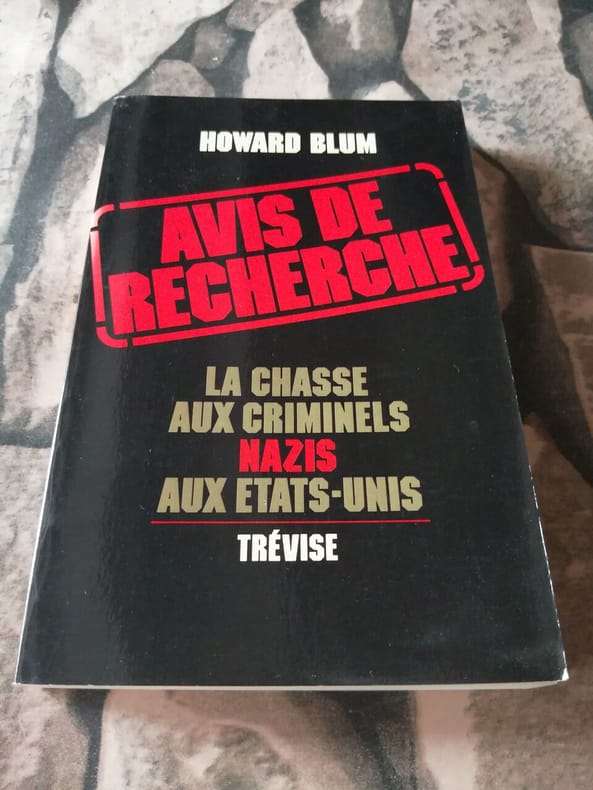 HOWARD BLUM
AVIS DE
RECHERCHE
LA CHASSE
AUX CRIMINELS
NAZIS
AUX ETATS-UNIS
TRÉVISE